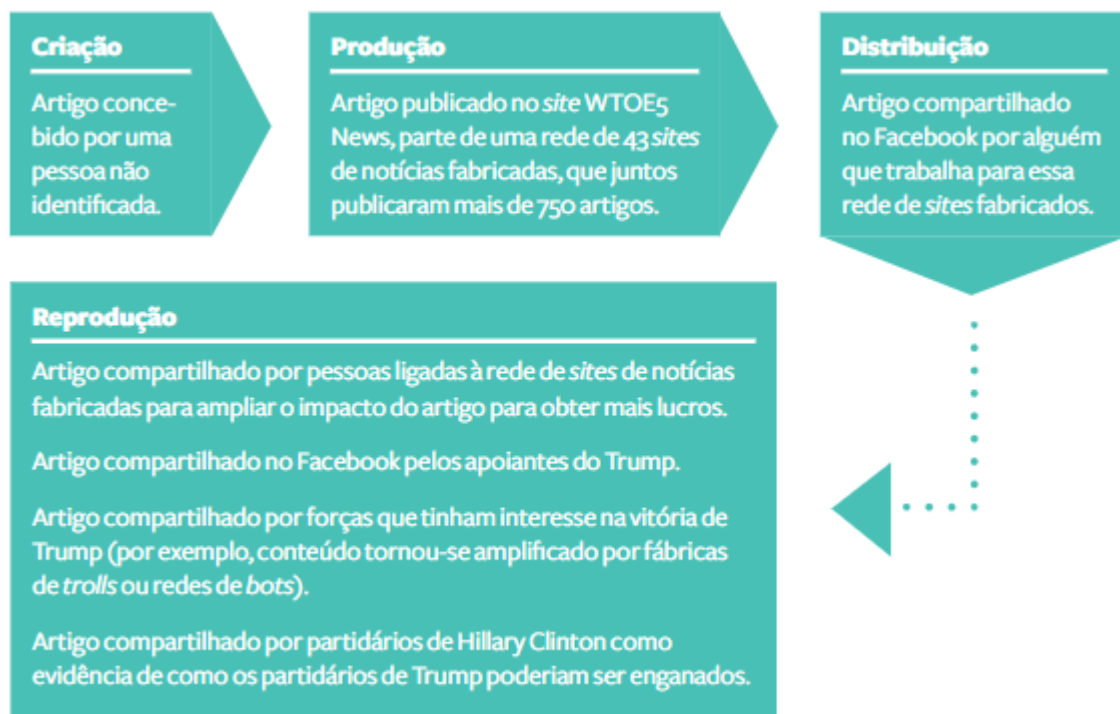 Criação
Artigo conce-
bido por uma
pessoa não
identificada.
Produção
Artigo publicado no site WTOE5
News, parte de uma rede de 43 sites
de notícias fabricadas, que juntos
publicaram mais de 750 artigos.
Distribuição
Artigo compartilhado
no Facebook por alguém
que trabalha para essa
rede de sites fabricados.
Reprodução
Artigo compartilhado por pessoas ligadas à rede de sites de notícias
fabricadas para ampliar o impacto do artigo para obter mais lucros.
Artigo compartilhado no Facebook pelos apoiantes do Trump.
Artigo compartilhado por forças que tinham interesse na vitória de
Trump (por exemplo, conteúdo tornou-se amplificado por fábricas
de trolls ou redes de bots).
Artigo compartilhado por partidários de Hillary Clinton como
evidência de como os partidários de Trump poderiam ser enganados.